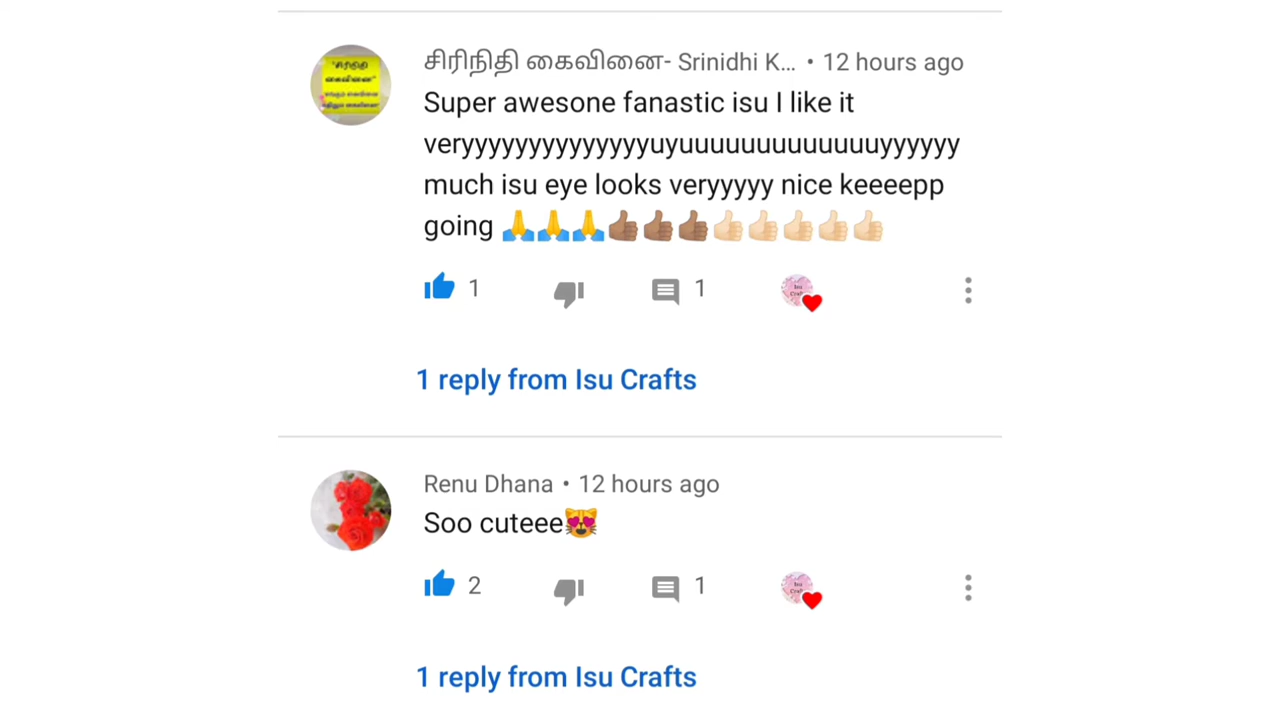 சிரிநிதி கைவினை- Srinidhi K... • 12 hours ago
Super awesone fanastic isu I like it
veryyyyyyyyyyyyyyuyuuuuuuuuuuuuuyyyyyy
much isu eye looks veryyyyy nice keeeepp
going 🙏🙏🙏👍🏽👍🏽👍🏽👍🏻👍🏻👍🏻👍🏻👍🏻
1 1
1 reply from Isu Crafts
Renu Dhana • 12 hours ago
Soo cuteee😻
2 1
1 reply from Isu Crafts